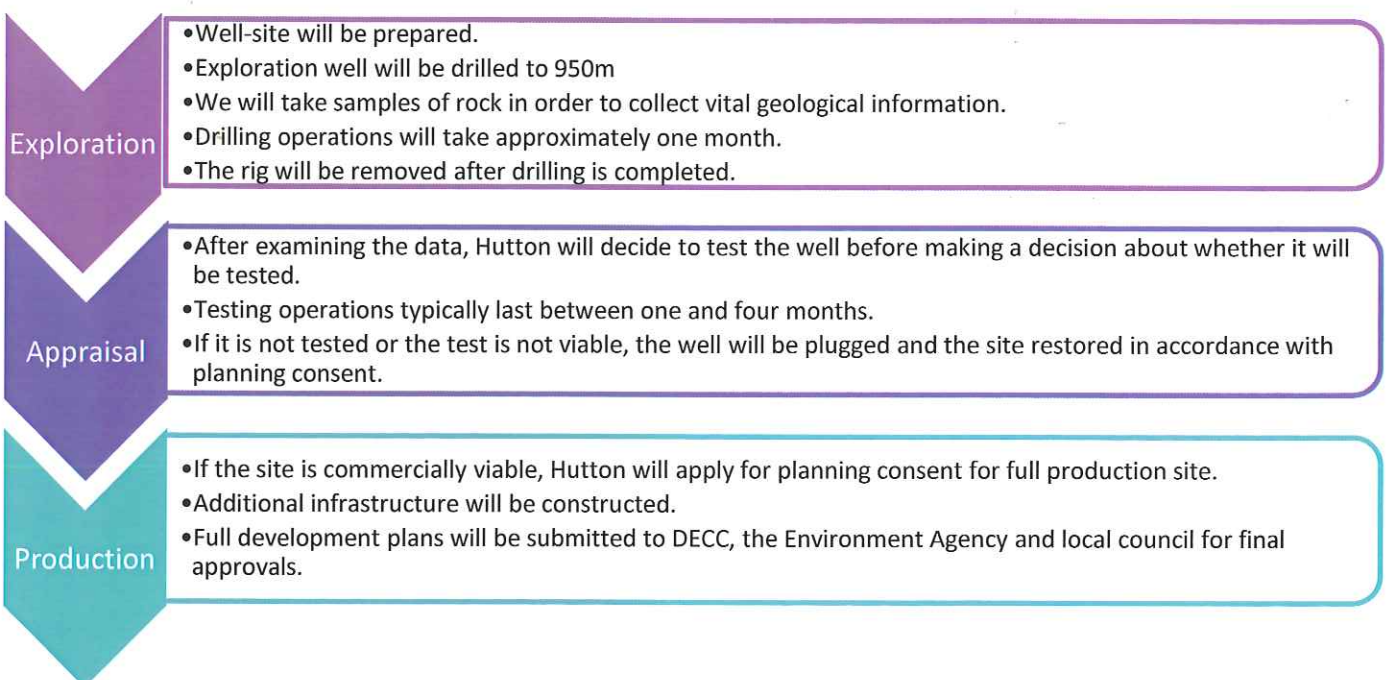 Exploration
•Well-site will be prepared.
•Exploration well will be drilled to 950m
•We will take samples of rock in order to collect vital geological information.
•Drilling operations will take approximately one month.
•The rig will be removed after drilling is completed.
Appraisal
•After examining the data, Hutton will decide to test the well before making a decision about whether it will
be tested.
•Testing operations typically last between one and four months.
•If it is not tested or the test is not viable, the well will be plugged and the site restored in accordance with
planning consent.
Production
•If the site is commercially viable, Hutton will apply for planning consent for full production site.
•Additional infrastructure will be constructed.
•Full development plans will be submitted to DECC, the Environment Agency and local council for final
approvals.